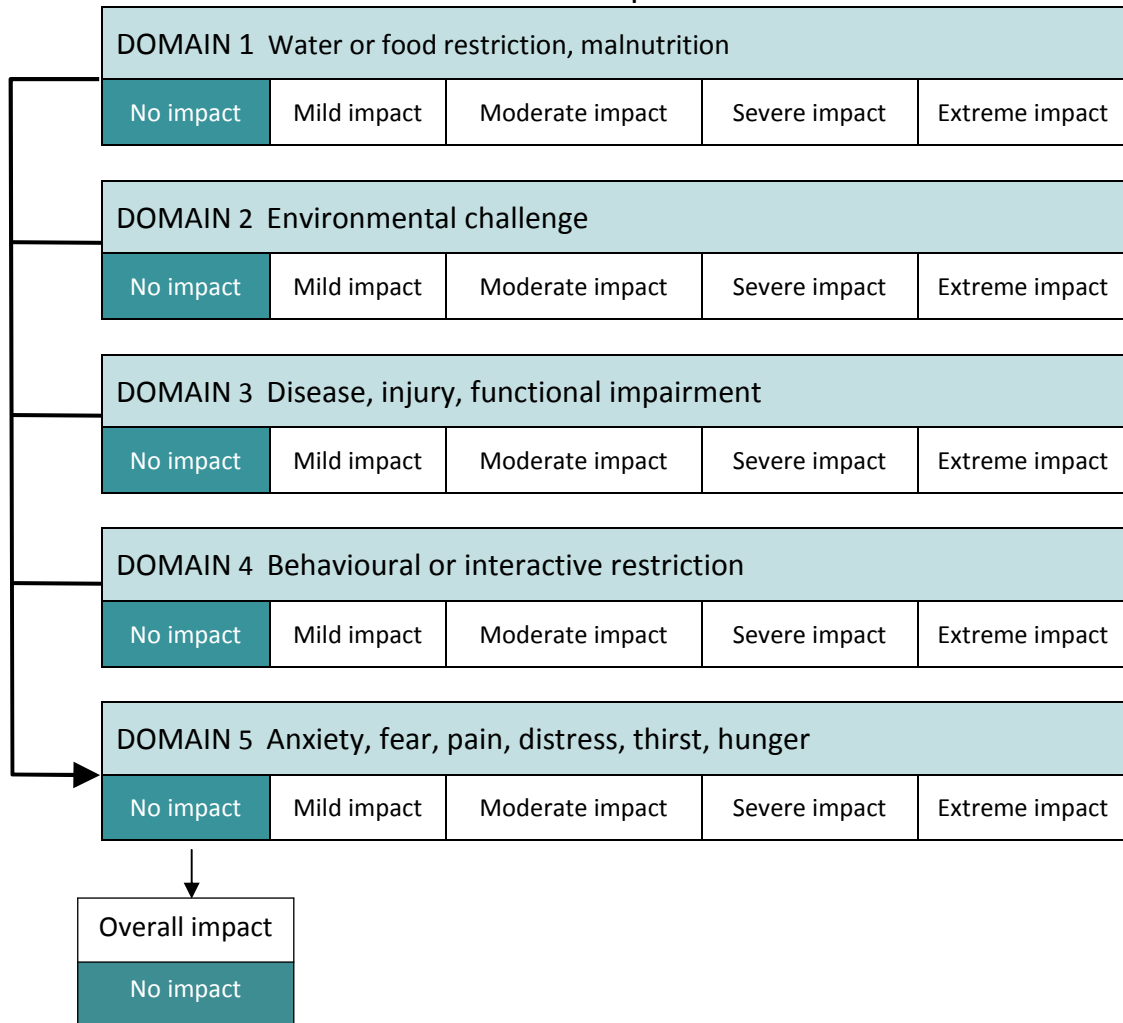 DOMAIN 1 Water or food restriction, malnutrition
No impact Mild impact Moderate impact Severe impact Extreme impact
DOMAIN 2 Environmental challenge
No impact Mild impact Moderate impact Severe impact Extreme impact
DOMAIN 3 Disease, injury, functional impairment
No impact Mild impact Moderate impact Severe impact Extreme impact
DOMAIN 4 Behavioural or interactive restriction
No impact Mild impact Moderate impact Severe impact Extreme impact
DOMAIN 5 Anxiety, fear, pain, distress, thirst, hunger
No impact Mild impact Moderate impact Severe impact Extreme impact
Overall impact
No impact